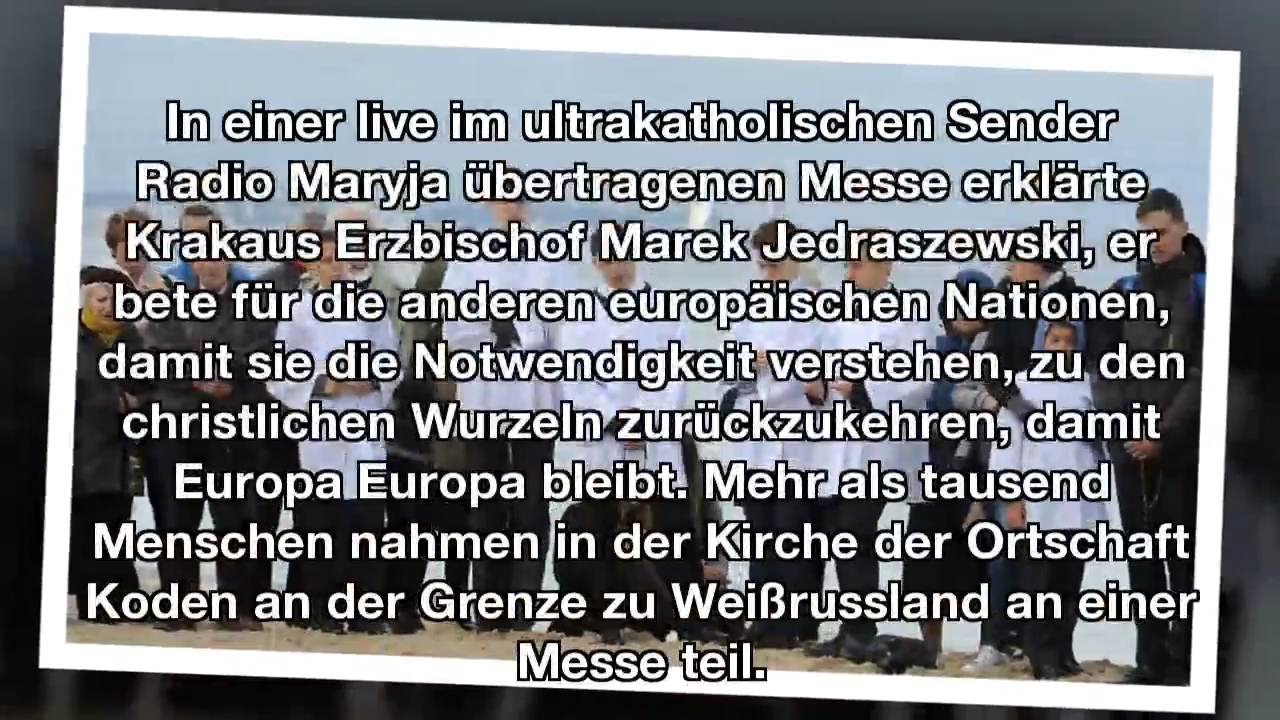 In einer live im ultrakatholischen Sender
Radio Maryja übertragenen Messe erklärte
Krakaus Erzbischof Marek Jedraszewski, er
bete für die anderen europäischen Nationen,
damit sie die Notwendigkeit verstehen, zu den
christlichen Wurzeln zurückzukehren, damit
Europa Europa bleibt. Mehr als tausend
Menschen nahmen in der Kirche der Ortschaft
Koden an der Grenze zu Weißrussland an einer
Messe teil.